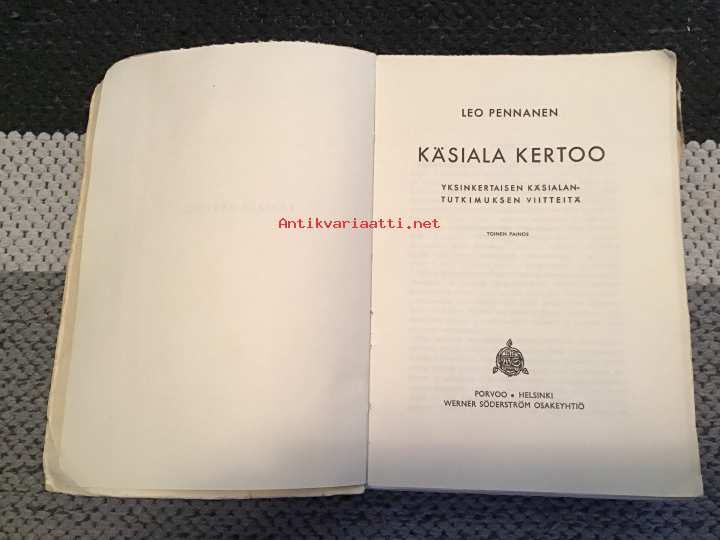 LEO PENNANEN
KÄSIALA KERTOO
YKSINKERTAISEN KÄSIALAN-
TUTKIMUKSEN VIITTEITÄ
Antikvariaatti.net
TOINEN PAINOS
PORVOO • HELSINKI
WERNER SÖDERSTRÖM OSAKEYHTIÖ